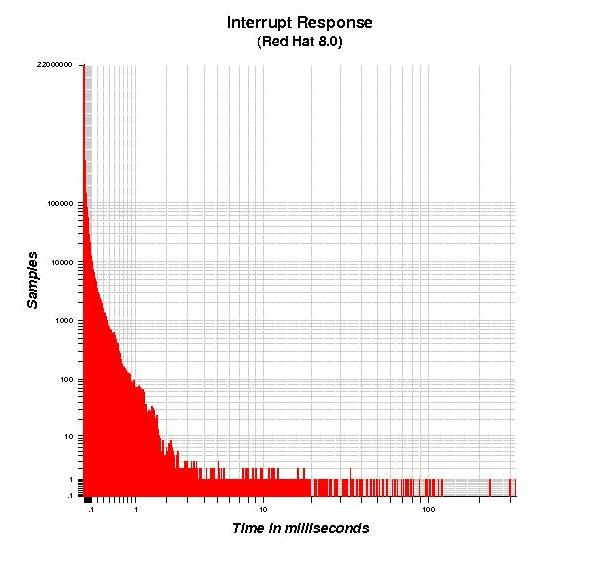 Interrupt Response
(Red Hat 8.0)
22000000
100000
10000
1000
100
10
1
.1
Samples
.1 1 10 100
Time in milliseconds